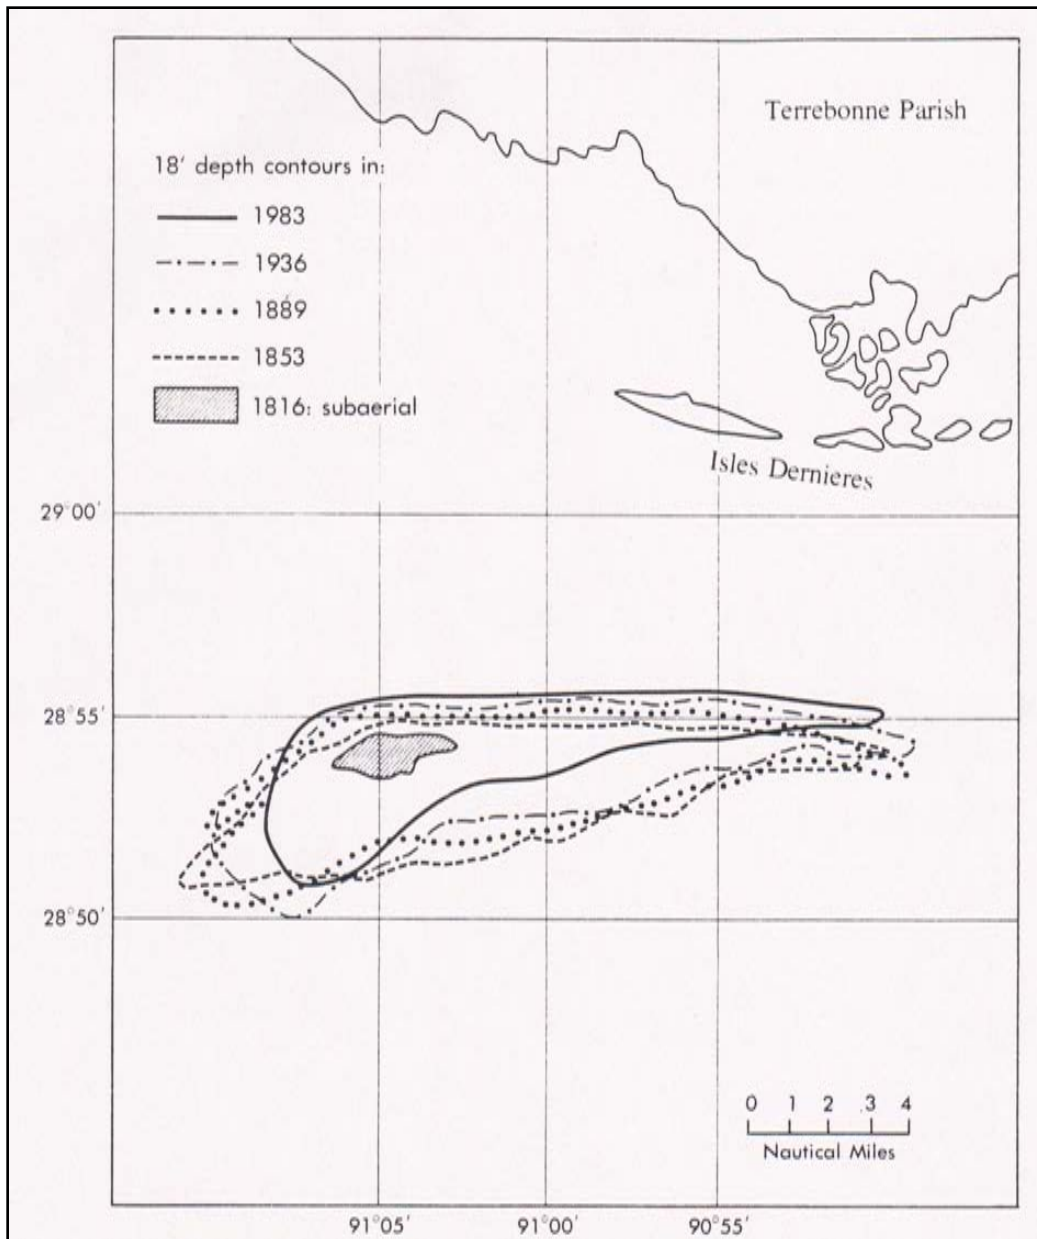 Terrebonne Parish
18' depth contours in:
1983
1936
1889
1853
1816: subaerial
Isles Dernieres
29°00'
28°55'
28°50'
0 1 2 .3 4
Nautical Miles
91°05' 91°00' 90°55'